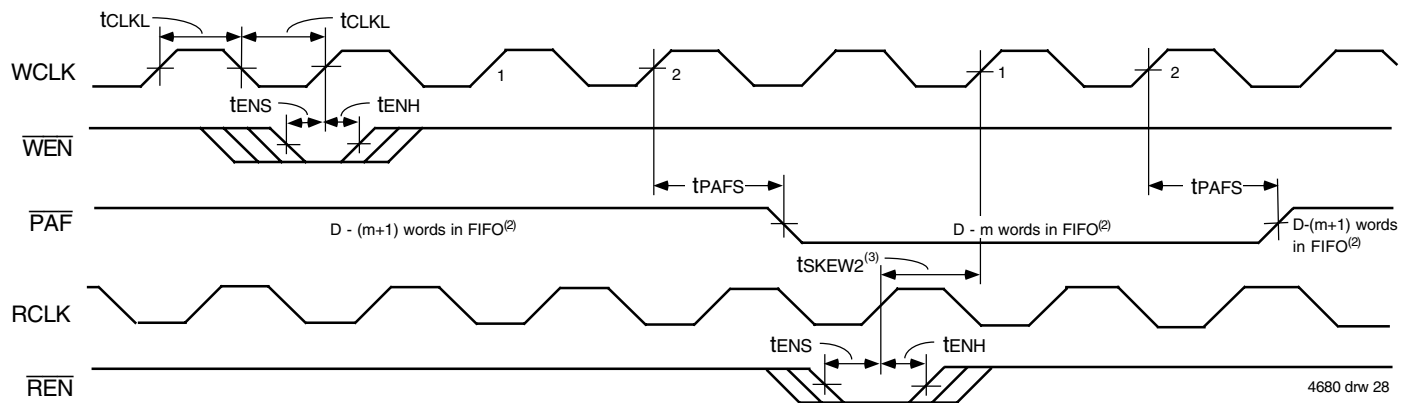 tCLKL tCLKL
WCLK 1 2 1 2
tENS tENH
WEN
tPAFS tPAFS
PAF
D - (m+1) words in FIFO(2) D - m words in FIFO(2) D-(m+1) words
in FIFO(2)
tSKEW2(3)
RCLK
tENS tENH
REN
4680 drw 28